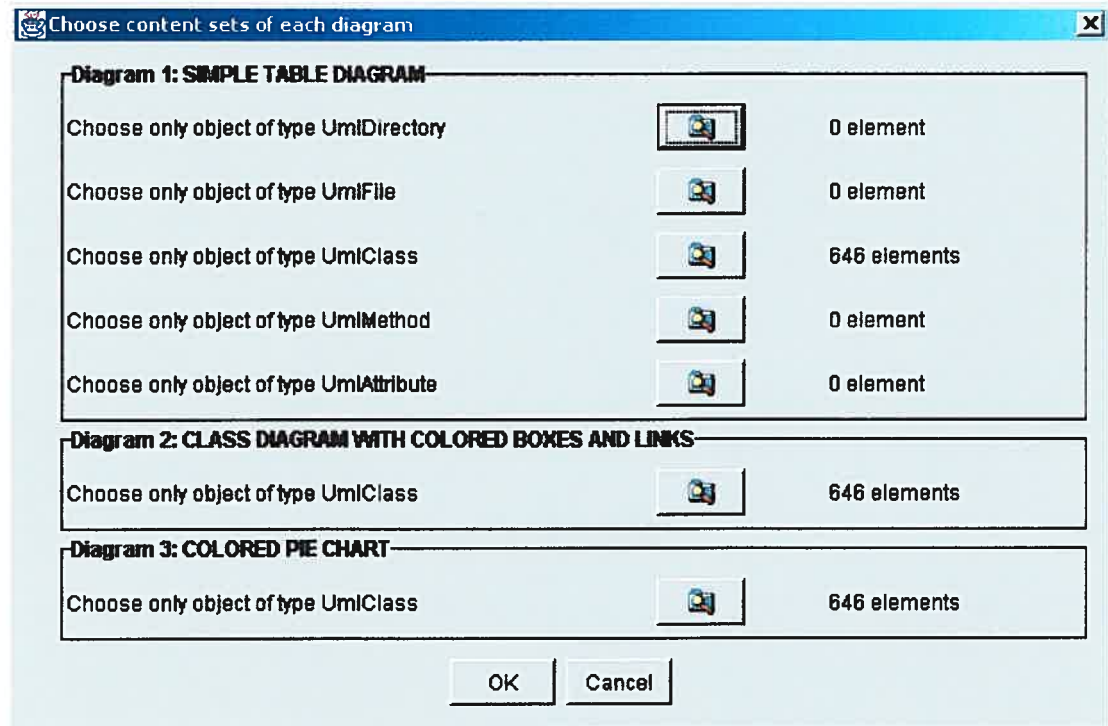 Choose content sets of each diagram
Diagram 1: SIMPLE TABLE DIAGRAM
Choose only object of type UmlDirectory 0 element
Choose only object of type UmlFile 0 element
Choose only object of type UmlClass 646 elements
Choose only object of type UmlMethod 0 element
Choose only object of type UmlAttribute 0 element
Diagram 2: CLASS DIAGRAM WITH COLORED BOXES AND LINKS
Choose only object of type UmlClass 646 elements
Diagram 3: COLORED PIE CHART
Choose only object of type UmlClass 646 elements
OK Cancel